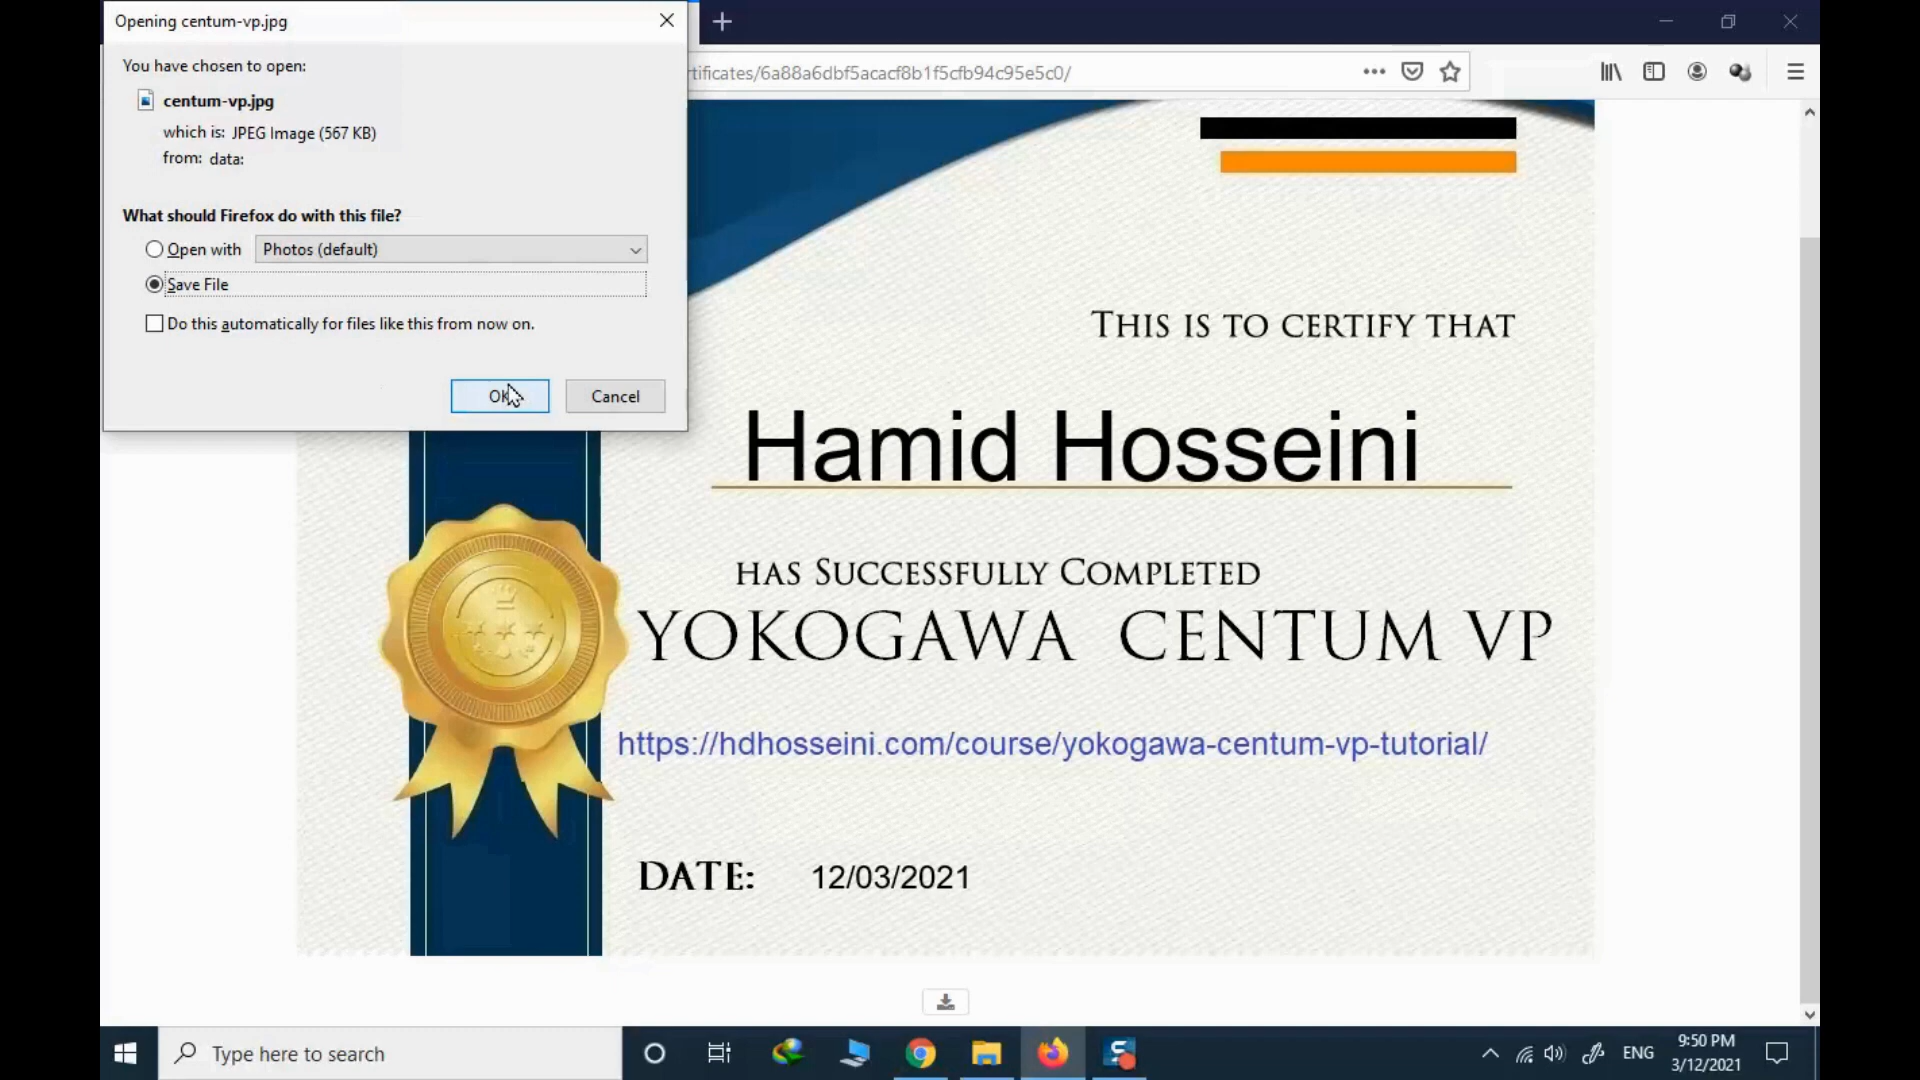 Opening centum-vp.jpg
You have chosen to open:
centum-vp.jpg
which is: JPEG Image (567 KB)
from: data:
What should Firefox do with this file?
Open with Photos (default)
Save File
Do this automatically for files like this from now on.
OK Cancel
rtificates/6a88a6dbf5acacf8b1f5cfb94c95e5c0/
THIS IS TO CERTIFY THAT
Hamid Hosseini
HAS SUCCESSFULLY COMPLETED
YOKOGAWA CENTUM VP
https://hdhosseini.com/course/yokogawa-centum-vp-tutorial/
DATE: 12/03/2021
Type here to search
ENG
9:50 PM
3/12/2021